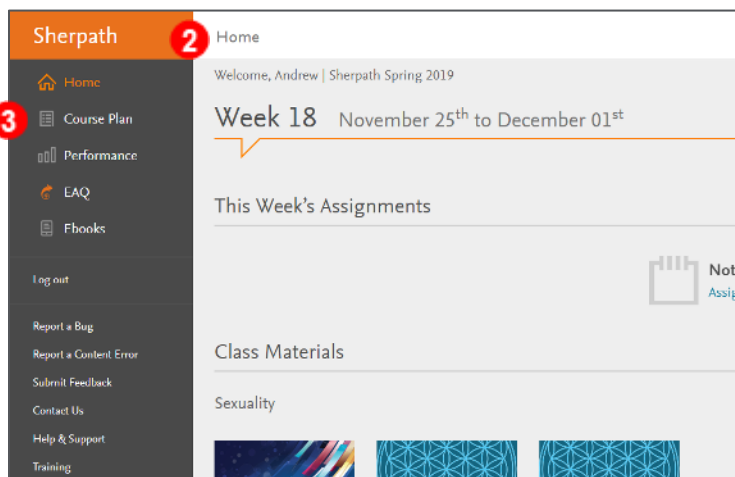 Sherpath
2
Home
Home
3
Course Plan
Performance
EAQ
Ebooks
Log out
Report a Bug
Report a Content Error
Submit Feedback
Contact Us
Help & Support
Training
Welcome, Andrew | Sherpath Spring 2019
Week 18 November 25th to December 01st
This Week's Assignments
Not
Assig
Class Materials
Sexuality